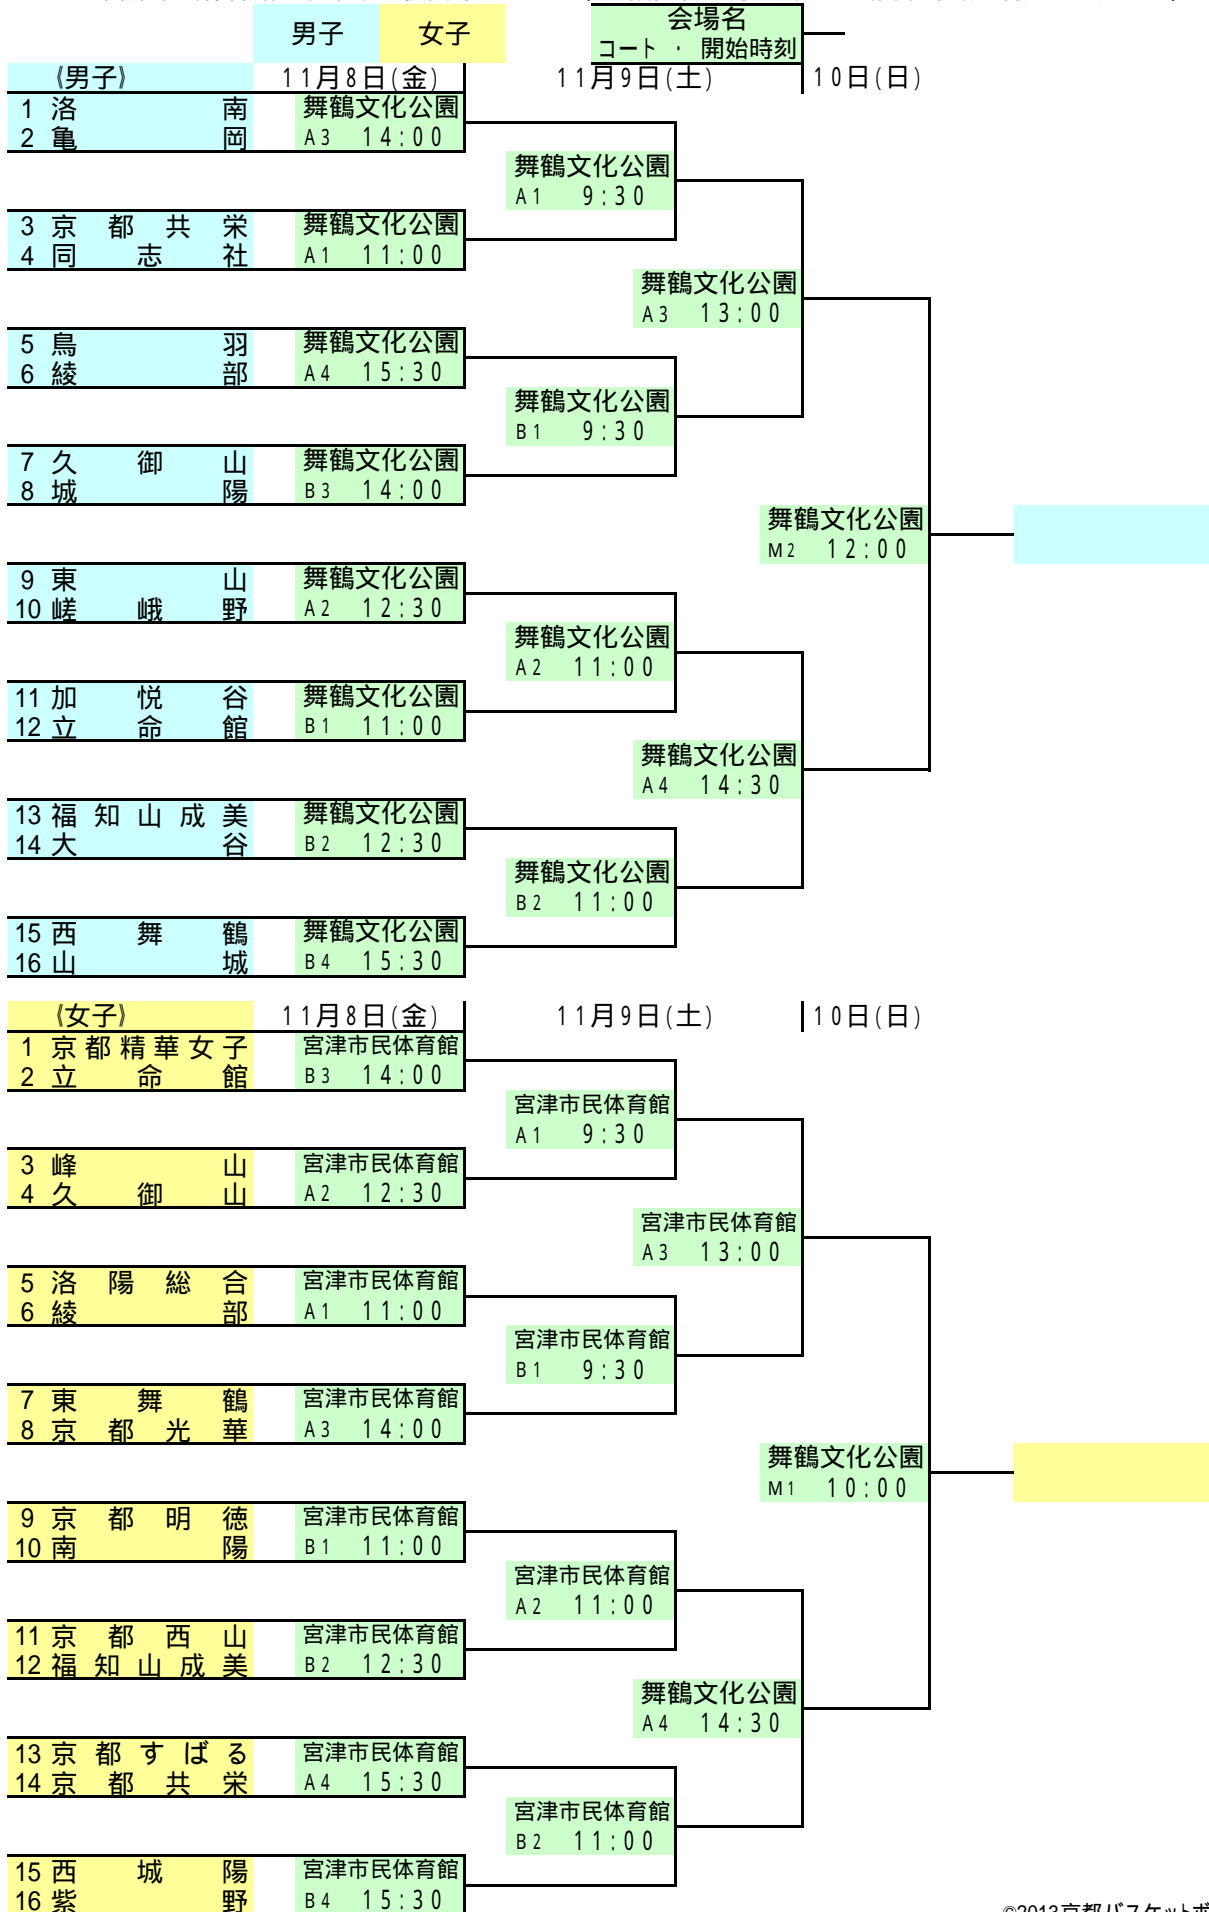 男子 女子 会場名
コート ・ 開始時刻
《男子》 11月8日(金) 11月9日(土) 10日(日)
1 洛南 舞鶴文化公園
2 亀岡 A3 14:00
舞鶴文化公園
A1 9:30
3 京都共栄 舞鶴文化公園
4 同志社 A1 11:00
舞鶴文化公園
A3 13:00
5 鳥羽 舞鶴文化公園
6 綾部 A4 15:30
舞鶴文化公園
B1 9:30
7 久御山 舞鶴文化公園
8 城陽 B3 14:00
舞鶴文化公園
M2 12:00
9 東山 舞鶴文化公園
10 嵯峨野 A2 12:30
舞鶴文化公園
A2 11:00
11 加悦谷 舞鶴文化公園
12 立命館 B1 11:00
舞鶴文化公園
A4 14:30
13 福知山成美 舞鶴文化公園
14 大谷 B2 12:30
舞鶴文化公園
B2 11:00
15 西舞鶴 舞鶴文化公園
16 山城 B4 15:30
《女子》 11月8日(金) 11月9日(土) 10日(日)
1 京都精華女子 宮津市民体育館
2 立命館 B3 14:00
宮津市民体育館
A1 9:30
3 峰山 宮津市民体育館
4 久御山 A2 12:30
宮津市民体育館
A3 13:00
5 洛陽総合 宮津市民体育館
6 綾部 A1 11:00
宮津市民体育館
B1 9:30
7 東舞鶴 宮津市民体育館
8 京都光華 A3 14:00
舞鶴文化公園
M1 10:00
9 京都明徳 宮津市民体育館
10 南陽 B1 11:00
宮津市民体育館
A2 11:00
11 京都西山 宮津市民体育館
12 福知山成美 B2 12:30
舞鶴文化公園
A4 14:30
13 京都すばる 宮津市民体育館
14 京都共栄 A4 15:30
宮津市民体育館
B2 11:00
15 西城陽 宮津市民体育館
16 紫野 B4 15:30
©2013京都バスケットボ